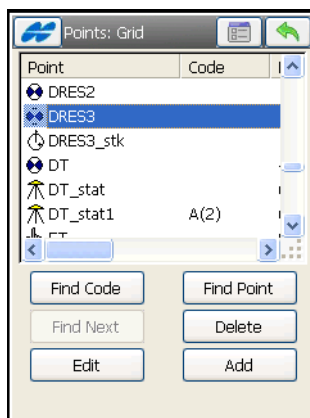 Points: Grid
Point Code
DRES2
DRES3
DRES3_stk
DT
DT_stat
DT_stat1 A(2)
Find Code Find Point
Find Next Delete
Edit Add